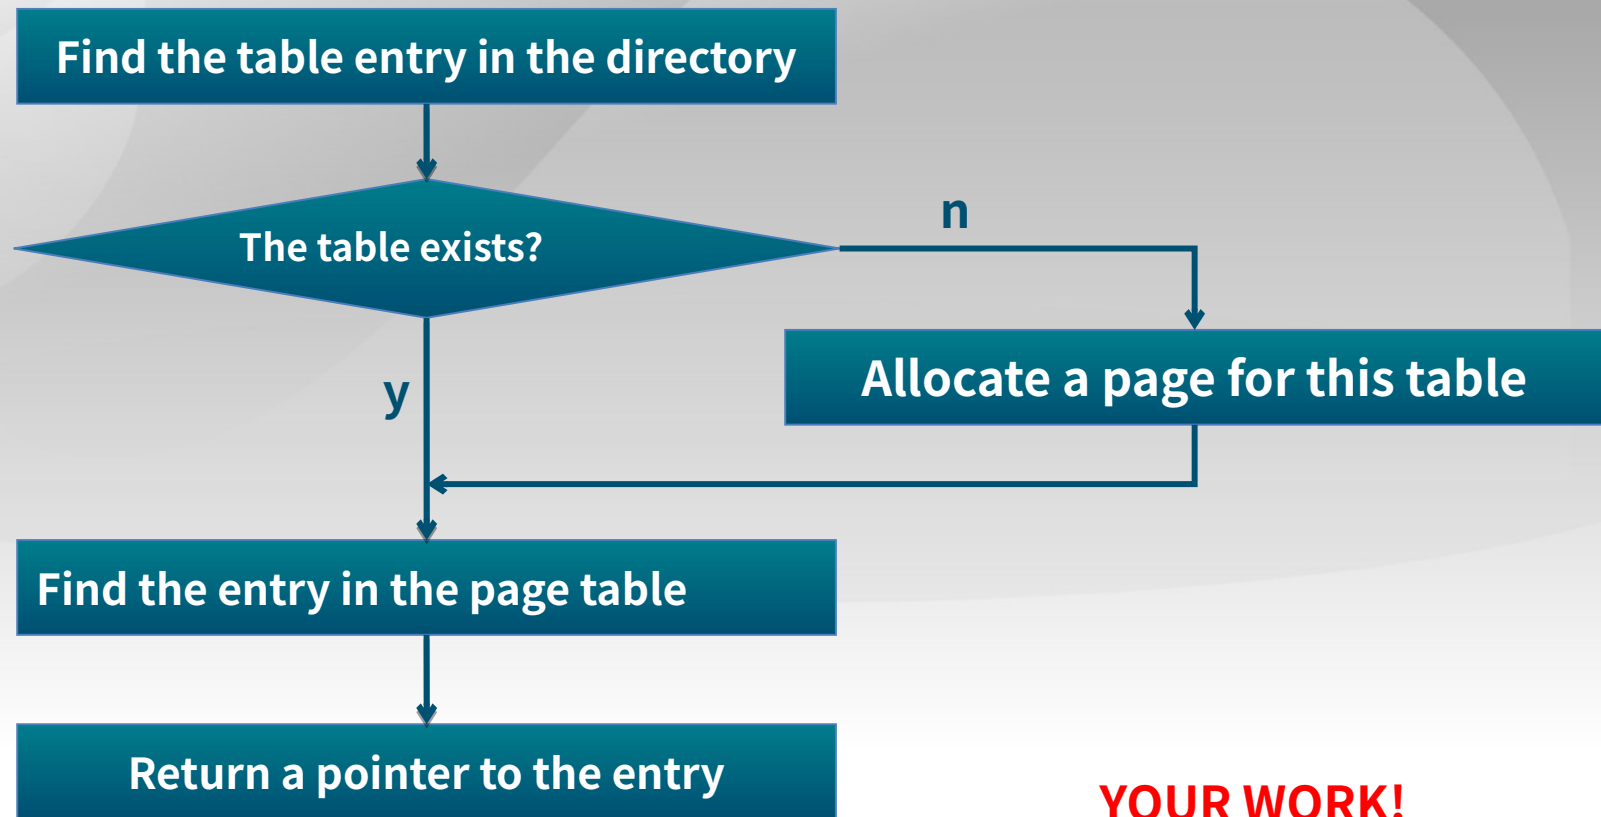 Find the table entry in the directory
The table exists?
n
y
Allocate a page for this table
Find the entry in the page table
Return a pointer to the entry
YOUR WORK!